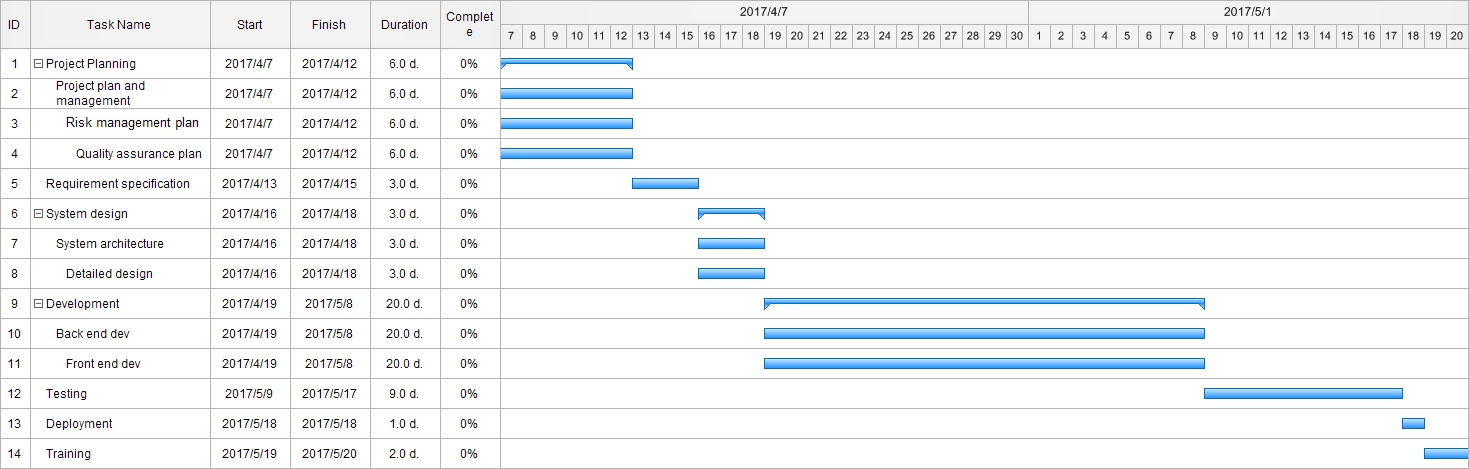 ID Task Name Start Finish Duration Complet
e 2017/4/7 2017/5/1
7 8 9 10 11 12 13 14 15 16 17 18 19 20 21 22 23 24 25 26 27 28 29 30 1 2 3 4 5 6 7 8 9 10 11 12 13 14 15 16 17 18 19 20
1 Project Planning 2017/4/7 2017/4/12 6.0 d. 0%
2 Project plan and
management 2017/4/7 2017/4/12 6.0 d. 0%
3 Risk management plan 2017/4/7 2017/4/12 6.0 d. 0%
4 Quality assurance plan 2017/4/7 2017/4/12 6.0 d. 0%
5 Requirement specification 2017/4/13 2017/4/15 3.0 d. 0%
6 System design 2017/4/16 2017/4/18 3.0 d. 0%
7 System architecture 2017/4/16 2017/4/18 3.0 d. 0%
8 Detailed design 2017/4/16 2017/4/18 3.0 d. 0%
9 Development 2017/4/19 2017/5/8 20.0 d. 0%
10 Back end dev 2017/4/19 2017/5/8 20.0 d. 0%
11 Front end dev 2017/4/19 2017/5/8 20.0 d. 0%
12 Testing 2017/5/9 2017/5/17 9.0 d. 0%
13 Deployment 2017/5/18 2017/5/18 1.0 d. 0%
14 Training 2017/5/19 2017/5/20 2.0 d. 0%